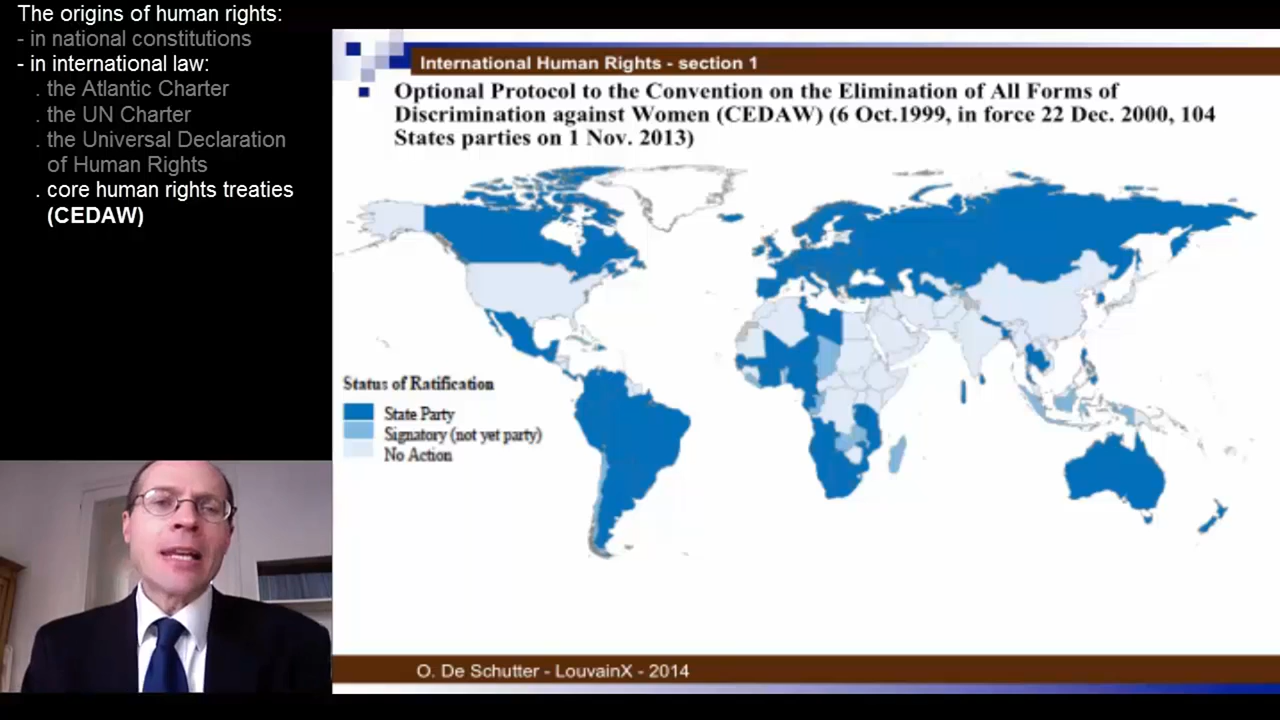 The origins of human rights:
- in national constitutions
- in international law:
. the Atlantic Charter
. the UN Charter
. the Universal Declaration
of Human Rights
. core human rights treaties
(CEDAW)
International Human Rights - section 1
Optional Protocol to the Convention on the Elimination of All Forms of
Discrimination against Women (CEDAW) (6 Oct.1999, in force 22 Dec. 2000, 104
States parties on 1 Nov. 2013)
Status of Ratification
State Party
Signatory (not yet party)
No Action
O. De Schutter - LouvainX - 2014